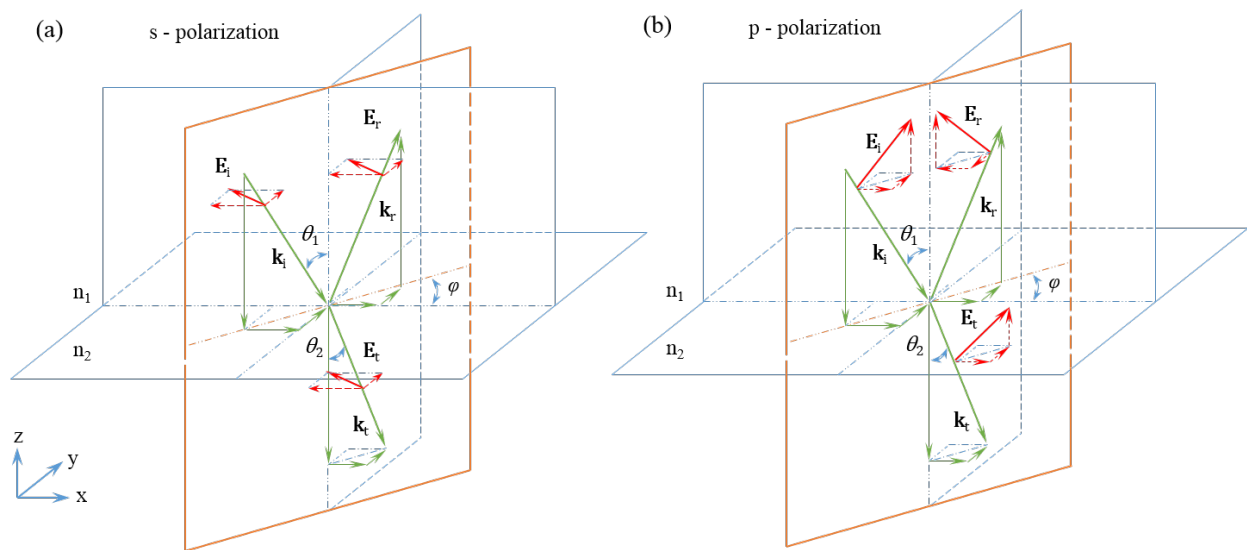 (a)
s - polarization
E_r
E_i
θ_1
k_r
k_i
n_1
φ
n_2
θ_2
E_t
k_t
z
y
x
(b)
p - polarization
E_i
E_r
k_r
θ_1
k_i
n_1
φ
E_t
n_2
θ_2
k_t